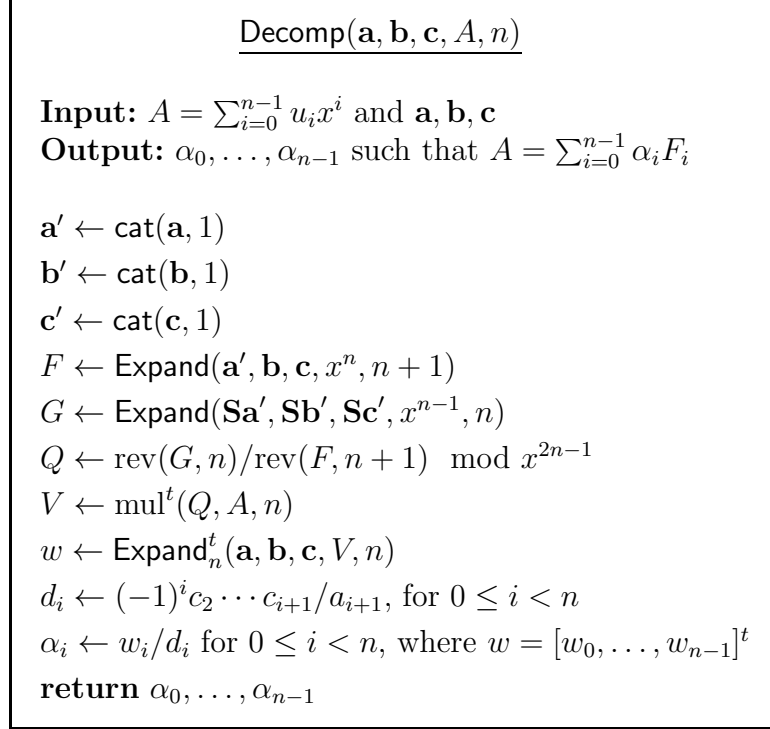 Decomp(a, b, c, A, n)
Input: A = ∑_{i=0}^{n−1} u_i x^i and a, b, c
Output: α_0, . . . , α_{n−1} such that A = ∑_{i=0}^{n−1} α_i F_i
a′ ← cat(a, 1)
b′ ← cat(b, 1)
c′ ← cat(c, 1)
F ← Expand(a′, b, c, x^n, n + 1)
G ← Expand(Sa′, Sb′, Sc′, x^{n−1}, n)
Q ← rev(G, n)/rev(F, n + 1) mod x^{2n−1}
V ← mul^t(Q, A, n)
w ← Expand_n^t(a, b, c, V, n)
d_i ← (−1)^i c_2 · · · c_{i+1}/a_{i+1}, for 0 ≤ i < n
α_i ← w_i/d_i for 0 ≤ i < n, where w = [w_0, . . . , w_{n−1}]^t
return α_0, . . . , α_{n−1}